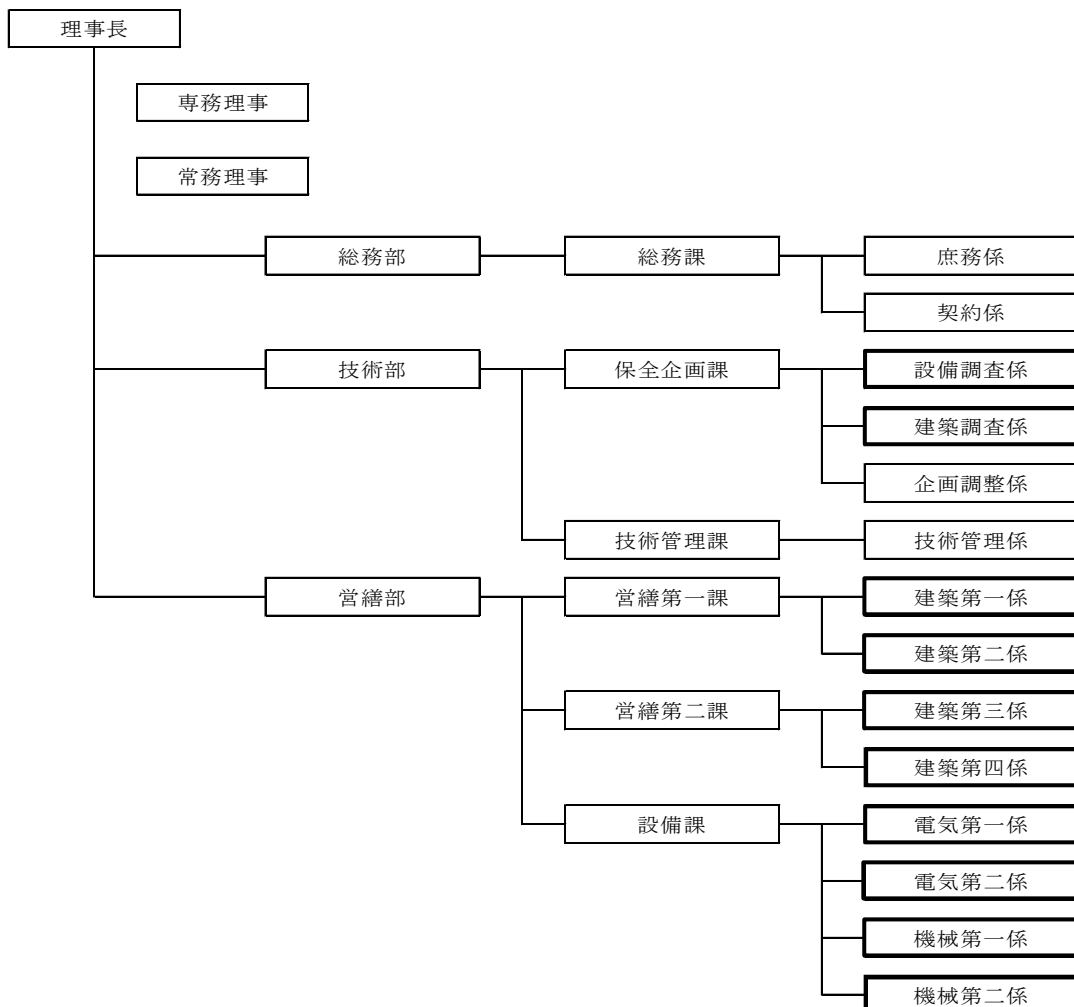 理事長
専務理事
常務理事
総務部 総務課 庶務係
契約係
技術部 保全企画課 設備調査係
建築調査係
企画調整係
技術管理課 技術管理係
営繕部 営繕第一課 建築第一係
建築第二係
営繕第二課 建築第三係
建築第四係
設備課 電気第一係
電気第二係
機械第一係
機械第二係